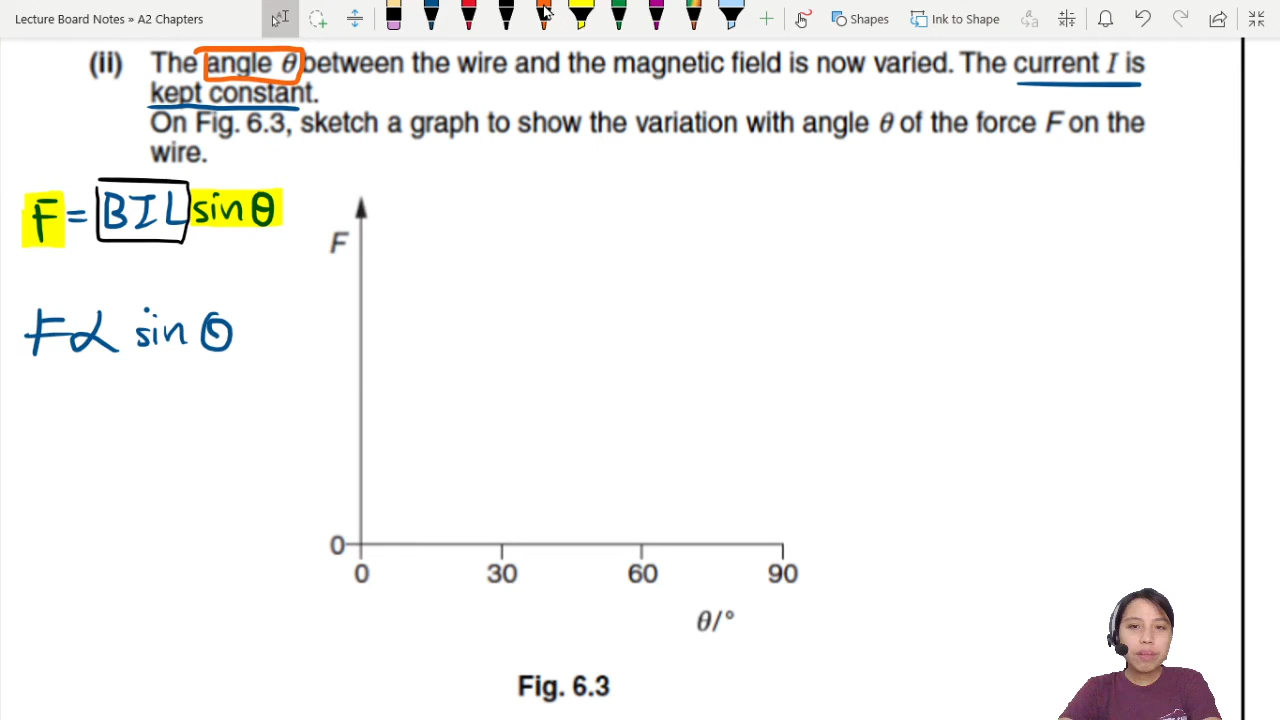 Lecture Board Notes » A2 Chapters
Shapes
Ink to Shape
(ii) The angle θ between the wire and the magnetic field is now varied. The current I is
kept constant.
On Fig. 6.3, sketch a graph to show the variation with angle θ of the force F on the
wire.
F = BIL sin θ
F
F ∝ sin θ
0
0 30 60 90
θ/°
Fig. 6.3